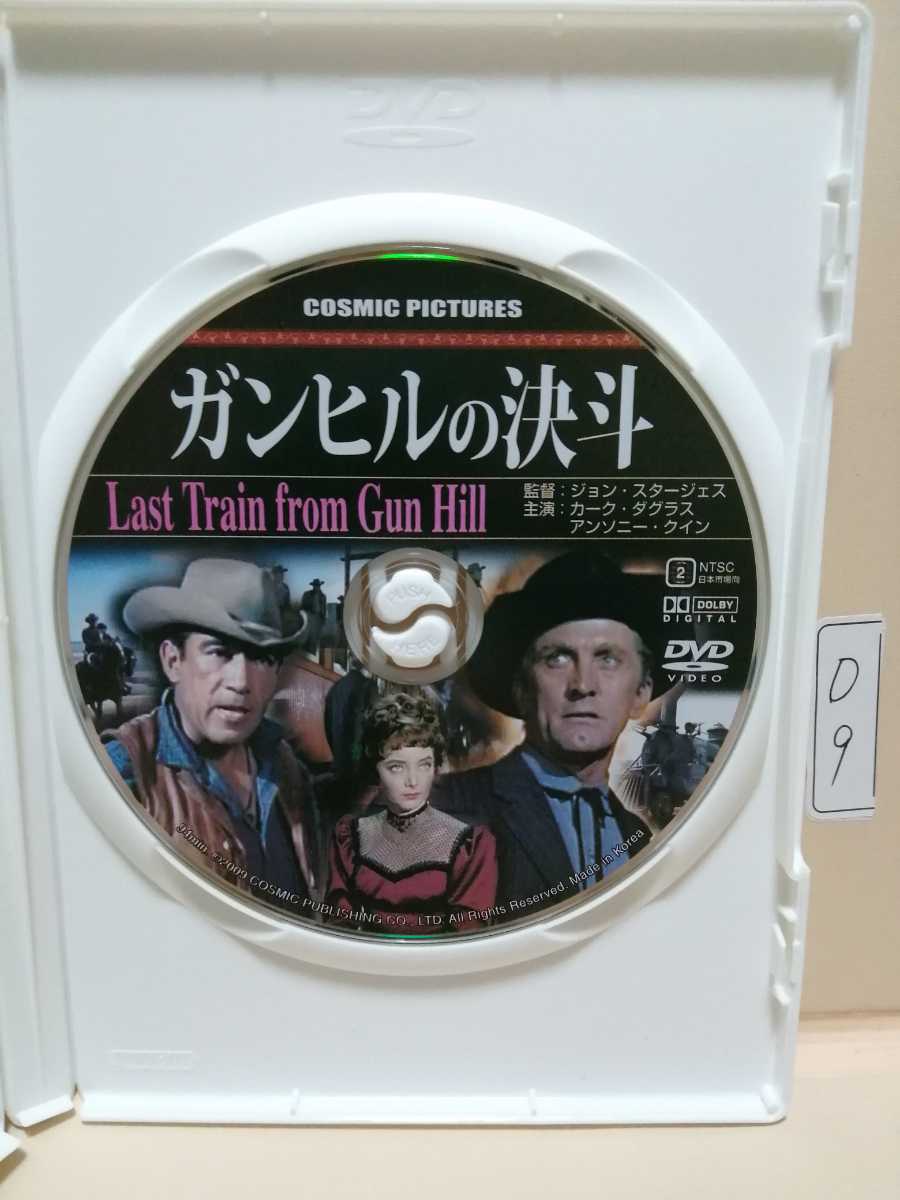 DVD
COSMIC PICTURES
ガンヒルの決斗
Last Train from Gun Hill
監督：ジョン・スタージェス
主演：カーク・ダグラス
アンソニー・クイン
2 NTSC
日本市場向
DOLBY
DIGITAL
DVD
VIDEO
PUSH
HERE
94min. ©2009 COSMIC PUBLISHING CO., LTD. All Rights Reserved. Made in Korea
D
9